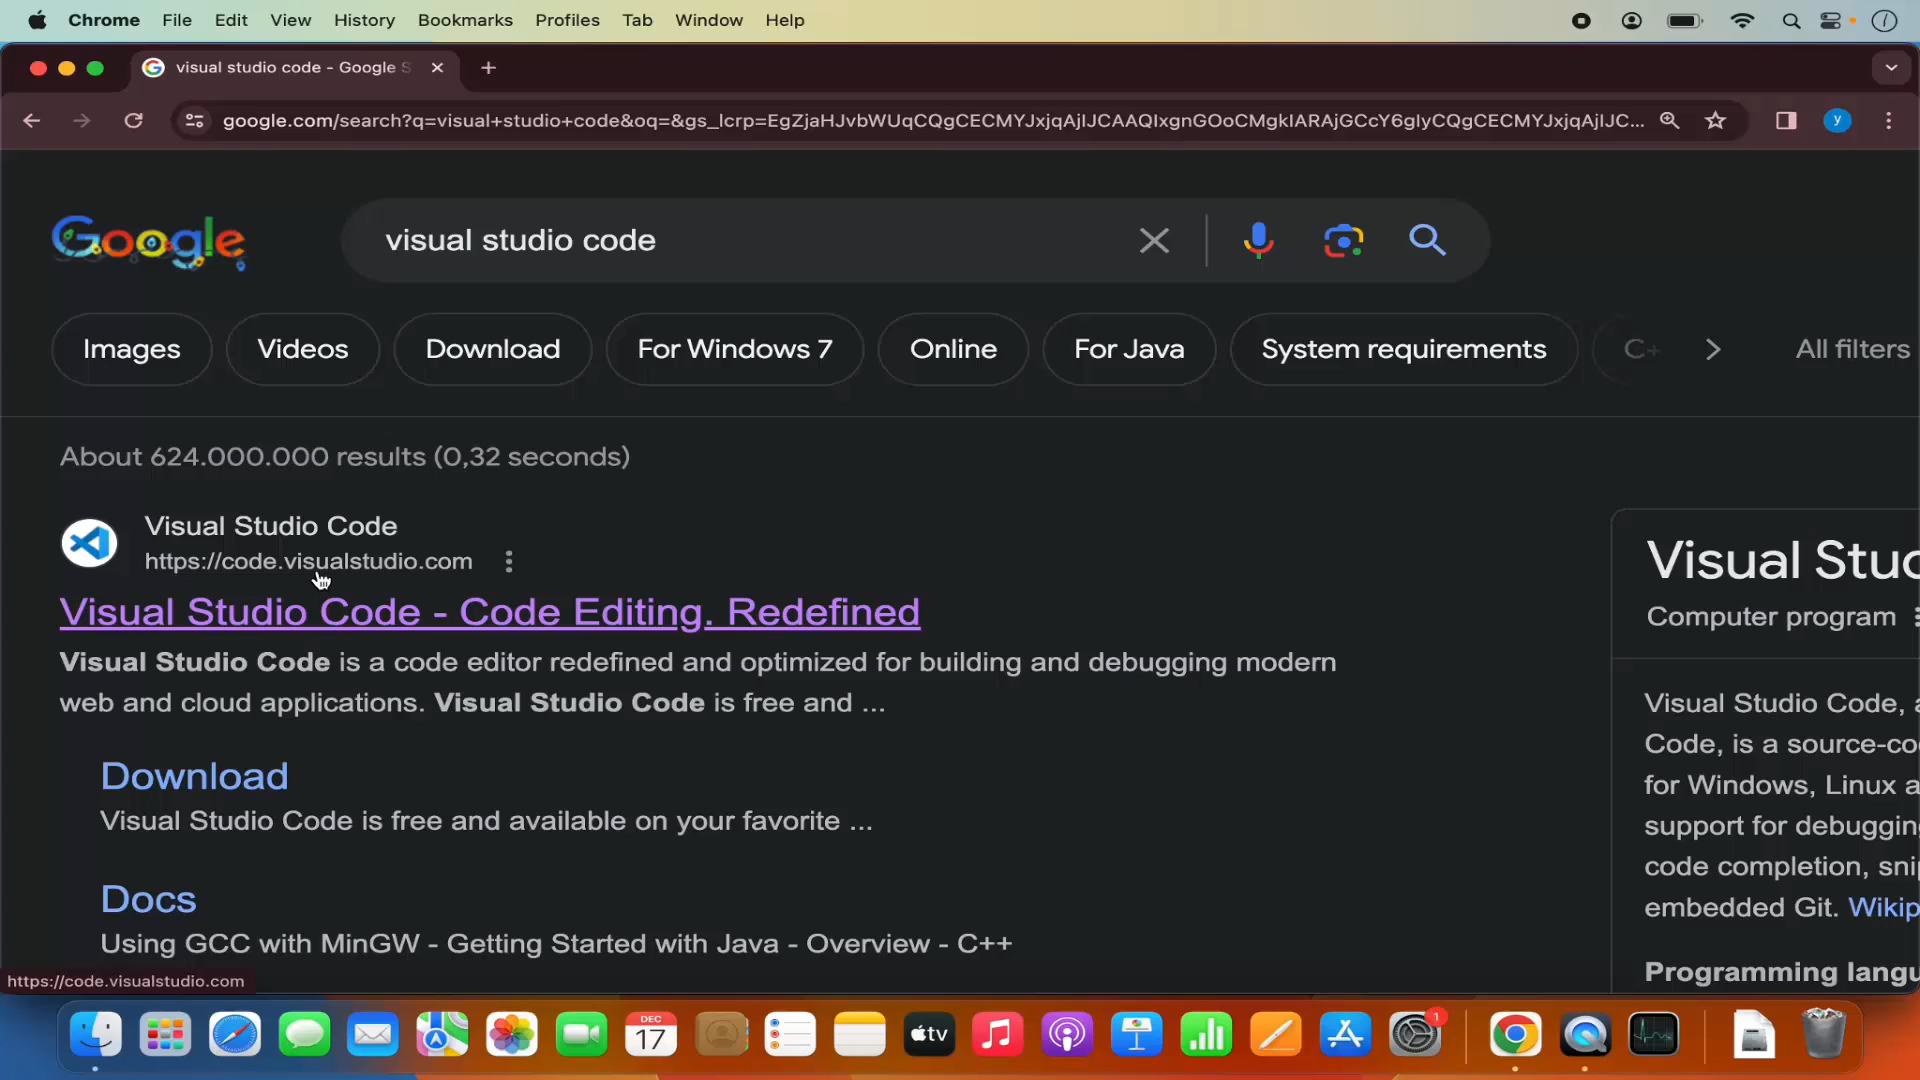 Chrome File Edit View History Bookmarks Profiles Tab Window Help
visual studio code - Google S
google.com/search?q=visual+studio+code&oq=&gs_lcrp=EgZjaHJvbWUqCQgCECMYJxjqAjIJCAAQIxgnGOoCMgkIARAjGCcY6gIyCQgCECMYJxjqAjIJC...
y
Google
visual studio code
Images Videos Download For Windows 7 Online For Java System requirements C+ All filters
About 624.000.000 results (0,32 seconds)
Visual Studio Code
https://code.visualstudio.com
Visual Studio Code - Code Editing. Redefined
Visual Studio Code is a code editor redefined and optimized for building and debugging modern
web and cloud applications. Visual Studio Code is free and ...
Download
Visual Studio Code is free and available on your favorite ...
Docs
Using GCC with MinGW - Getting Started with Java - Overview - C++
Visual Stud
Computer program
Visual Studio Code, a
Code, is a source-co
for Windows, Linux a
support for debugging
code completion, snip
embedded Git. Wikip
Programming langu
https://code.visualstudio.com
DEC
17
tv
1